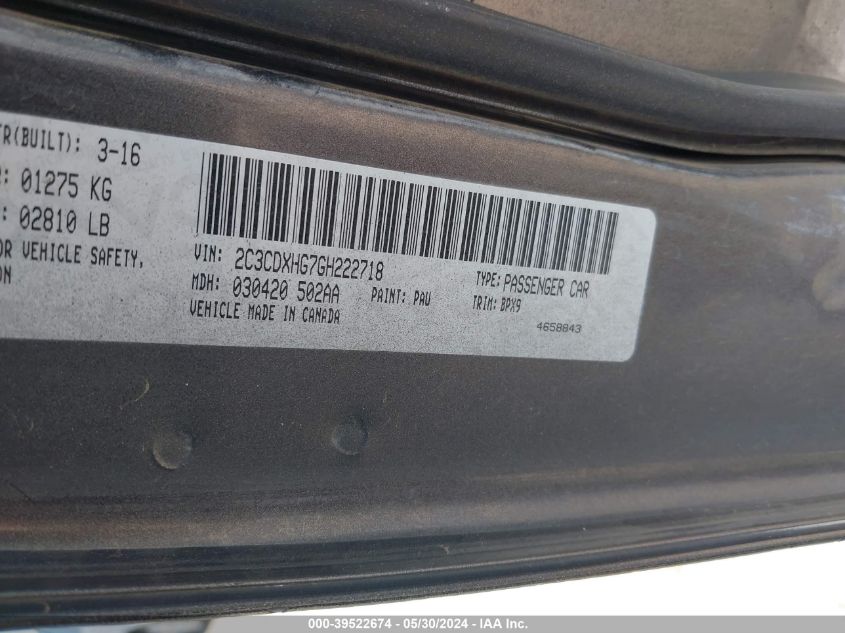 TR(BUILT): 3-16
: 01275 KG
: 02810 LB
OR VEHICLE SAFETY,
ON
VIN: 2C3CDXHG7GH222718
TYPE: PASSENGER CAR
MDH: 030420 502AA PAINT: PAU TRIM: BPX9
VEHICLE MADE IN CANADA
4658843
000-39522674 - 05/30/2024 - IAA Inc.